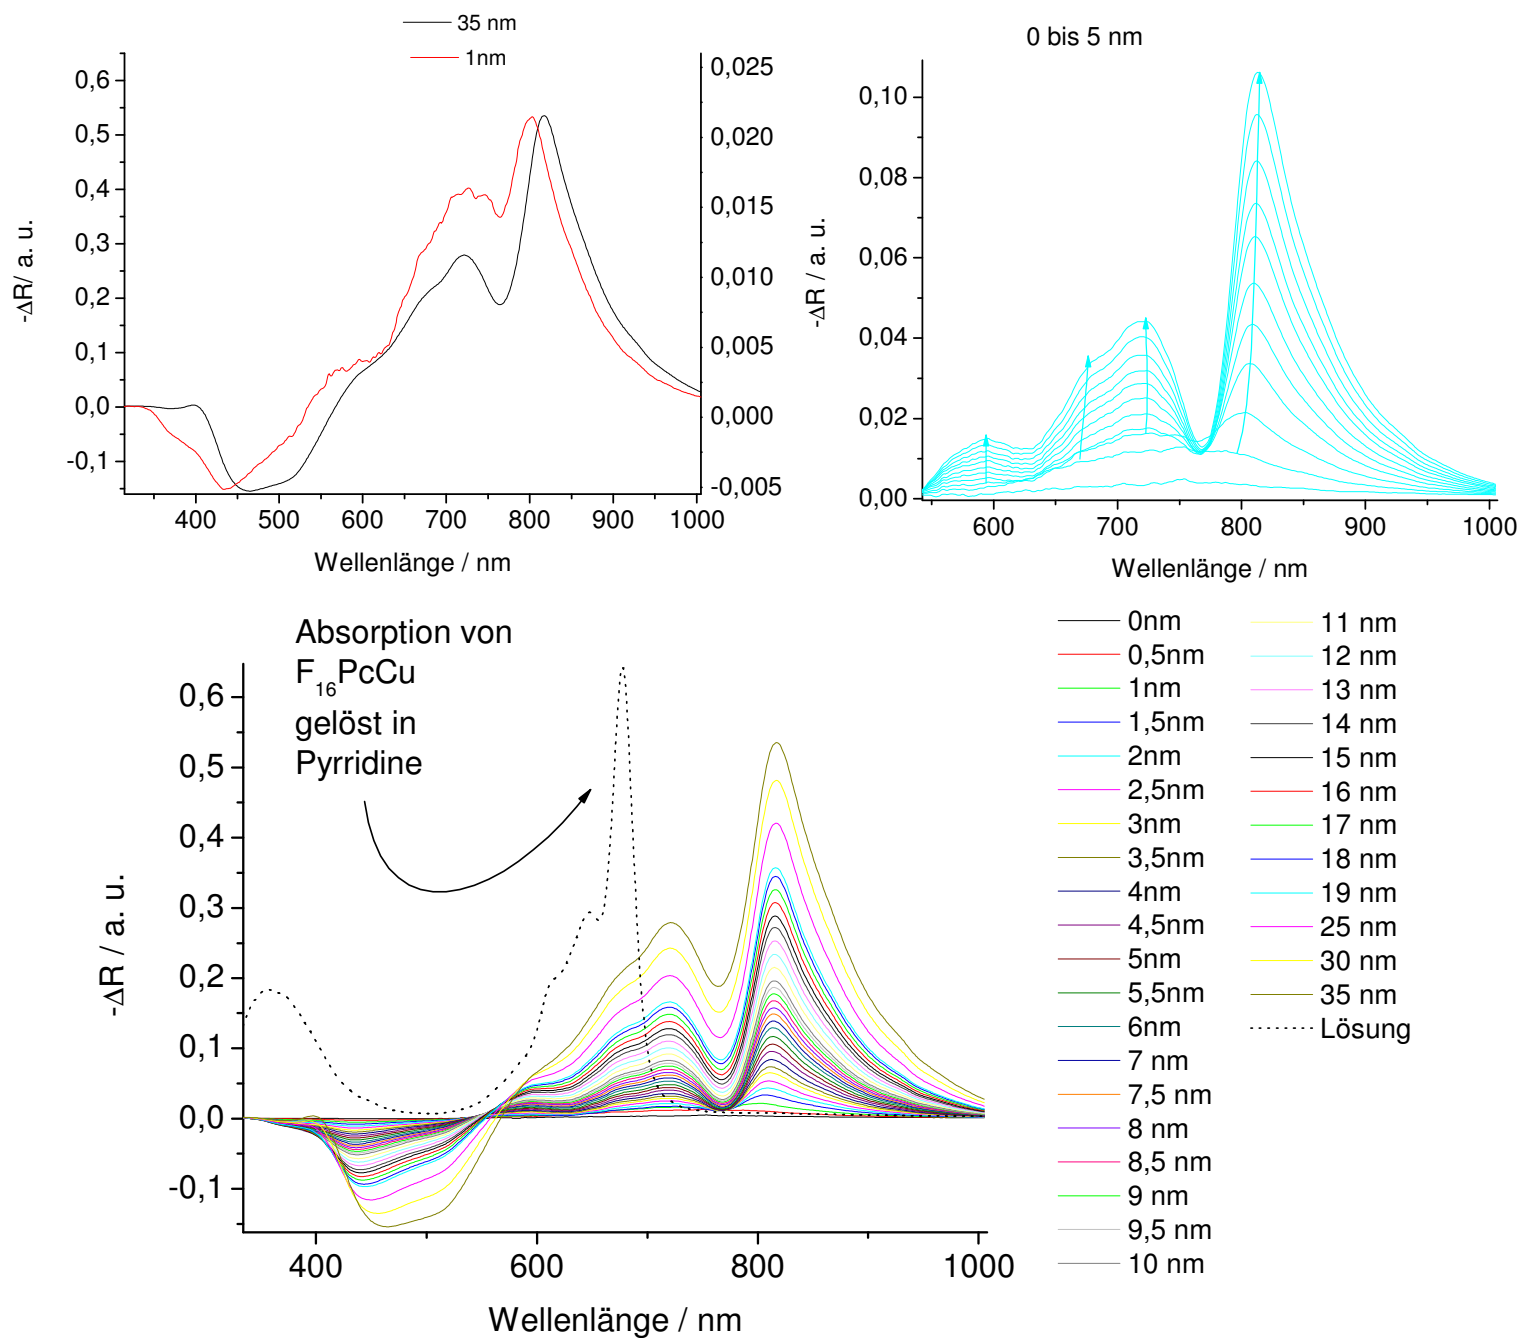 35 nm
1nm
0,6
0,5
0,4
0,3
0,2
0,1
0,0
-0,1
0,025
0,020
0,015
0,010
0,005
0,000
-0,005
-ΔR/ a. u.
400 500 600 700 800 900 1000
Wellenlänge / nm
0 bis 5 nm
0,10
0,08
0,06
0,04
0,02
0,00
-ΔR / a. u.
600 700 800 900 1000
Wellenlänge / nm
Absorption von
F16PcCu
gelöst in
Pyrridine
0,6
0,5
0,4
0,3
0,2
0,1
0,0
-0,1
-ΔR / a. u.
400 600 800 1000
Wellenlänge / nm
0nm
0,5nm
1nm
1,5nm
2nm
2,5nm
3nm
3,5nm
4nm
4,5nm
5nm
5,5nm
6nm
7 nm
7,5 nm
8 nm
8,5 nm
9 nm
9,5 nm
10 nm
11 nm
12 nm
13 nm
14 nm
15 nm
16 nm
17 nm
18 nm
19 nm
25 nm
30 nm
35 nm
Lösung